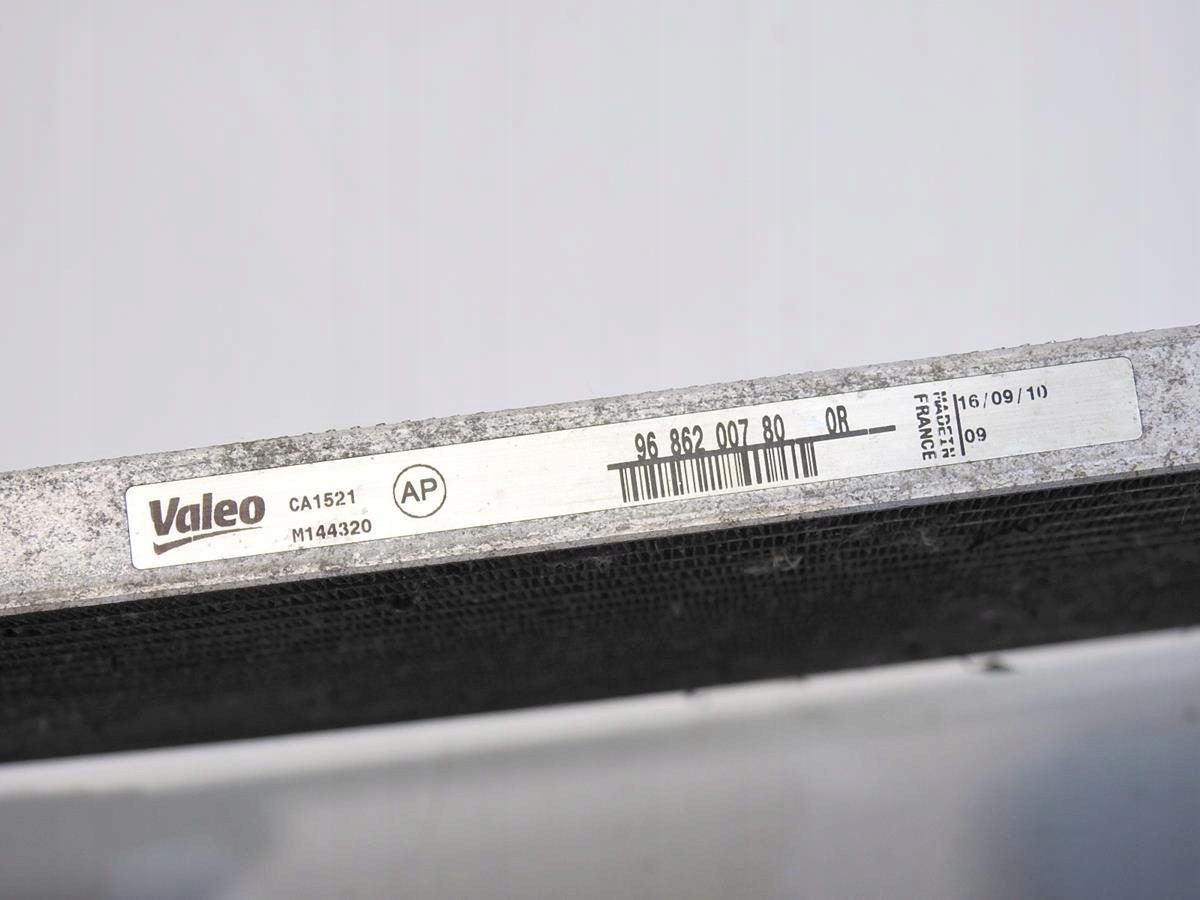 Valeo
CA1521
M144320
AP
96 862 007 80 0R
MADE IN
FRANCE
16/09/10
09